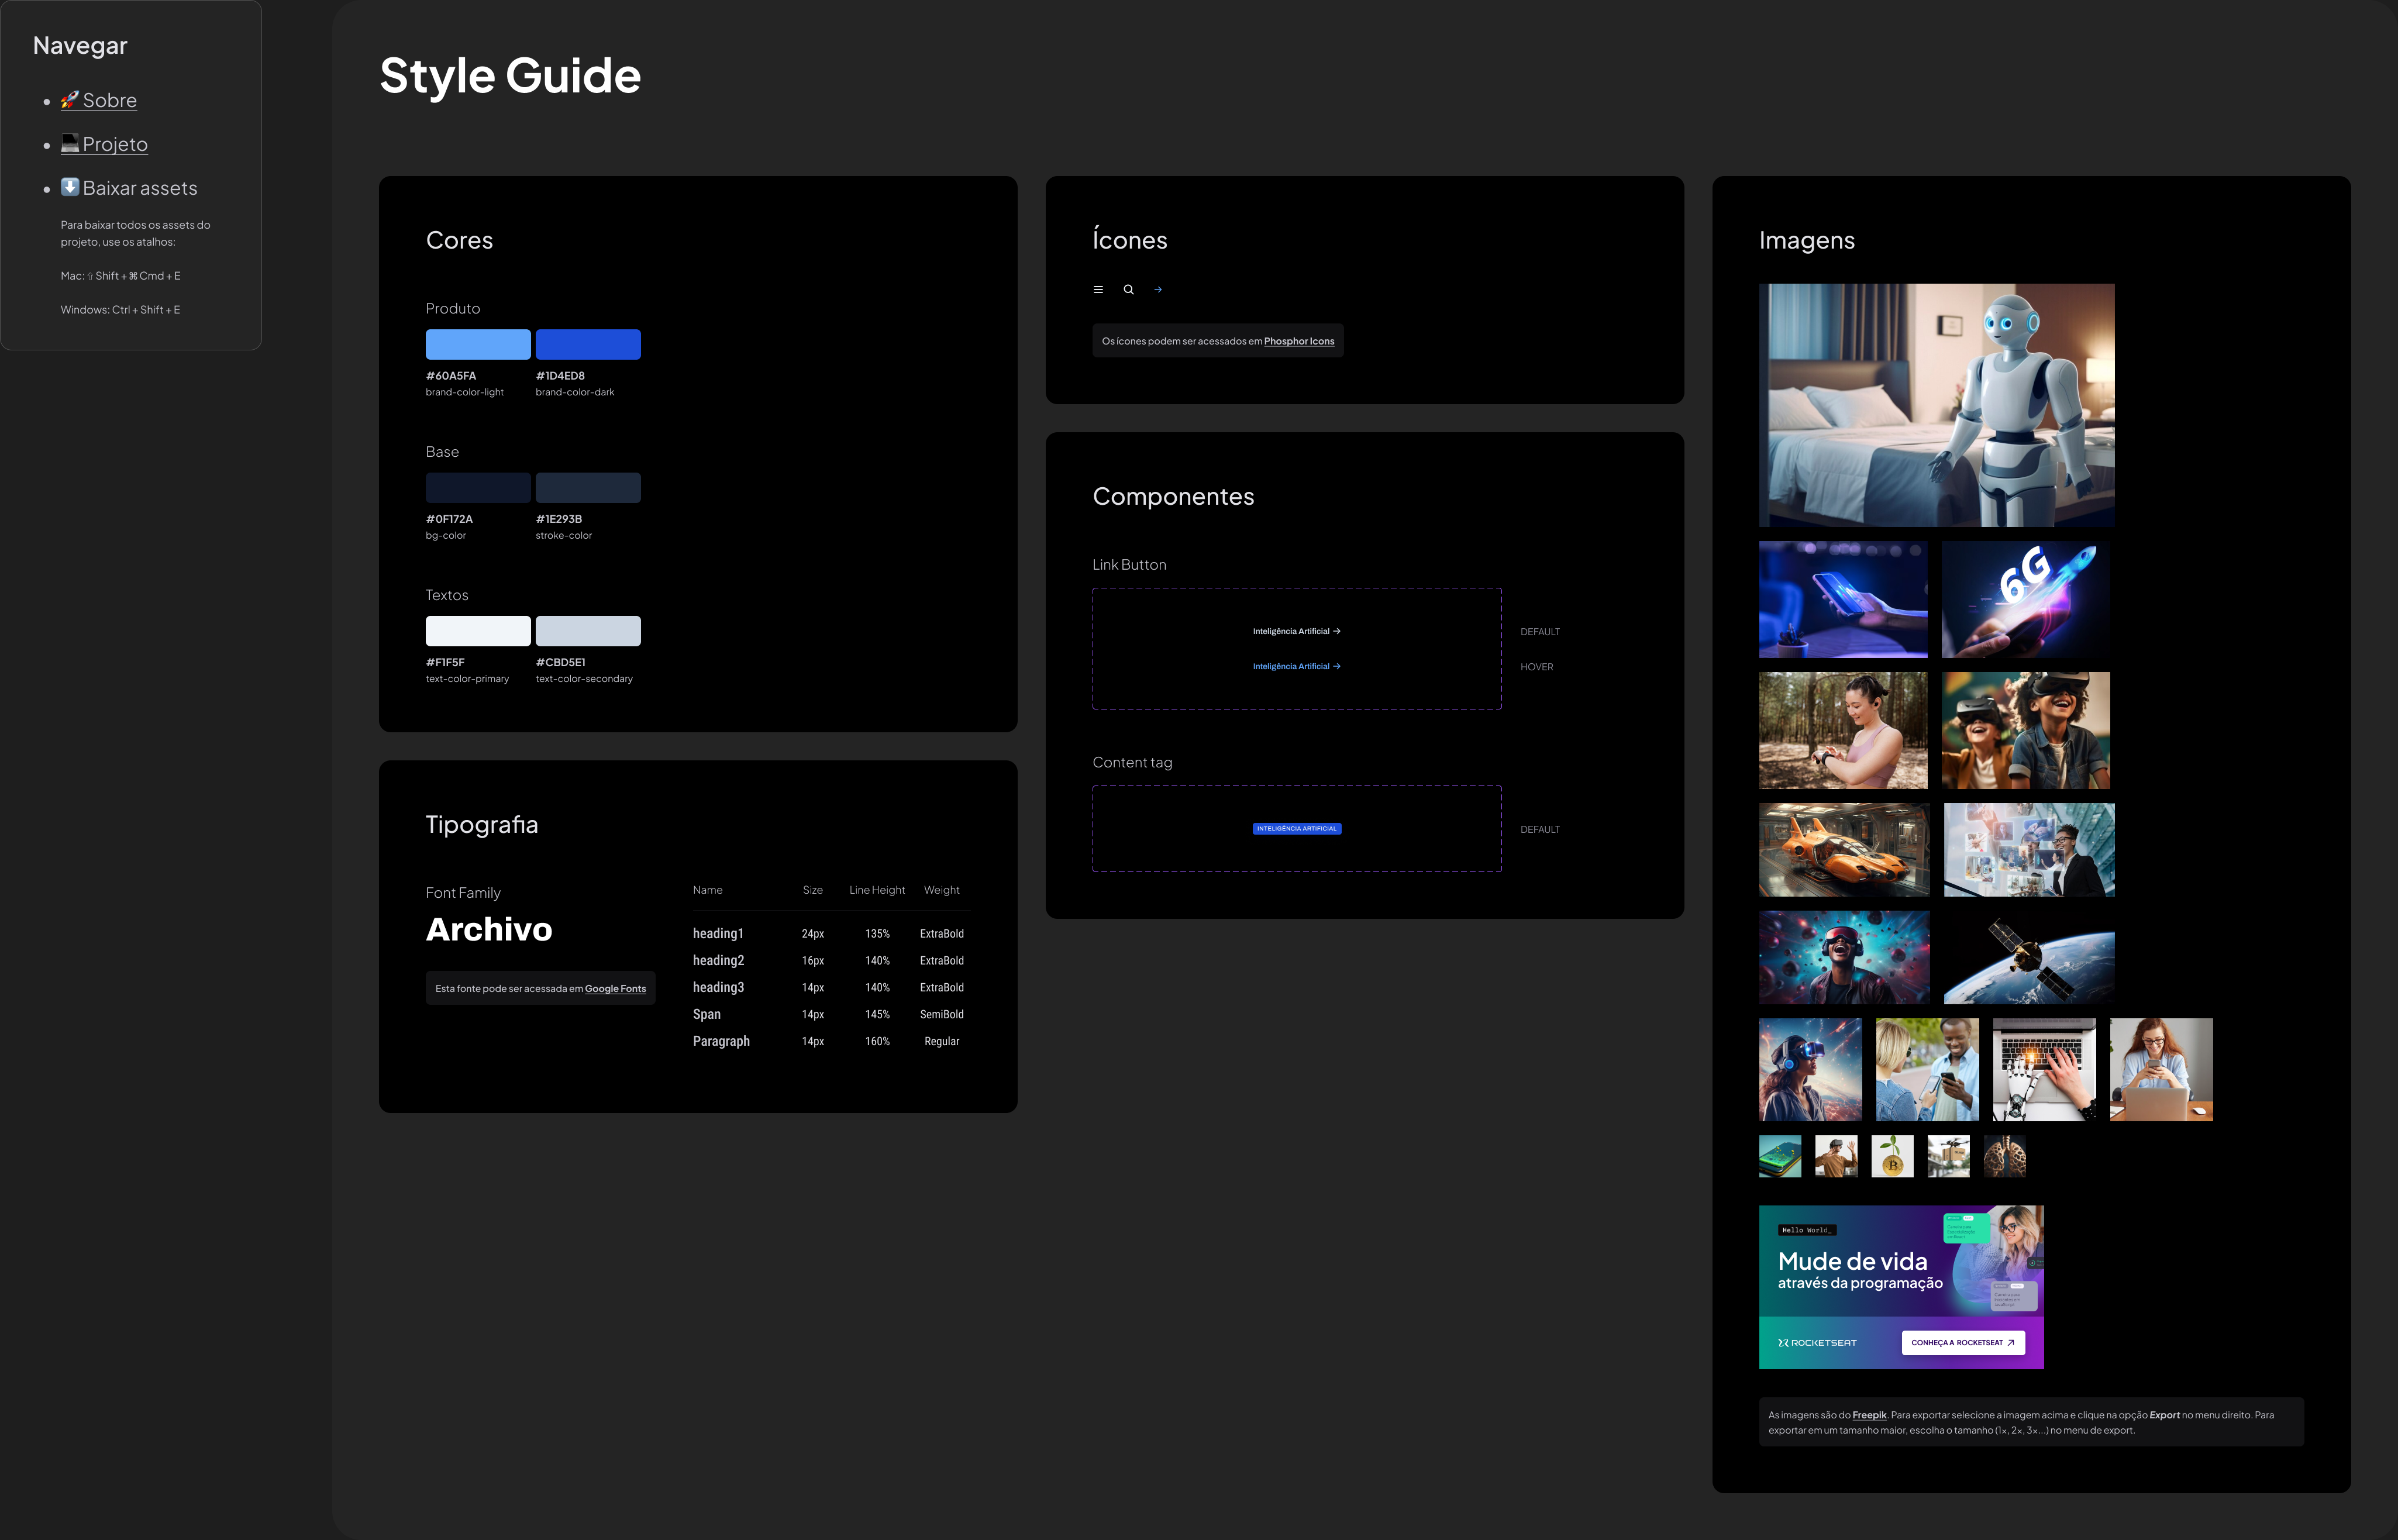 Navegar
🚀 Sobre
💻 Projeto
⬇️ Baixar assets
Para baixar todos os assets do
projeto, use os atalhos:
Mac: ⇧ Shift + ⌘ Cmd + E
Windows: Ctrl + Shift + E
Style Guide
Cores
Produto
#60A5FA
brand-color-light
#1D4ED8
brand-color-dark
Base
#0F172A
bg-color
#1E293B
stroke-color
Textos
#F1F5F
text-color-primary
#CBD5E1
text-color-secondary
Tipografia
Font Family
Archivo
Esta fonte pode ser acessada em Google Fonts
Name Size Line Height Weight
heading1 24px 135% ExtraBold
heading2 16px 140% ExtraBold
heading3 14px 140% ExtraBold
Span 14px 145% SemiBold
Paragraph 14px 160% Regular
Ícones
Os ícones podem ser acessados em Phosphor Icons
Componentes
Link Button
Inteligência Artificial →
DEFAULT
Inteligência Artificial →
HOVER
Content tag
INTELIGÊNCIA ARTIFICIAL
DEFAULT
Imagens
6G
Hello World_
Mude de vida
através da programação
ROCKETSEAT
CONHEÇA A ROCKETSEAT
As imagens são do Freepik. Para exportar selecione a imagem acima e clique na opção Export no menu direito. Para
exportar em um tamanho maior, escolha o tamanho (1x, 2x, 3x...) no menu de export.